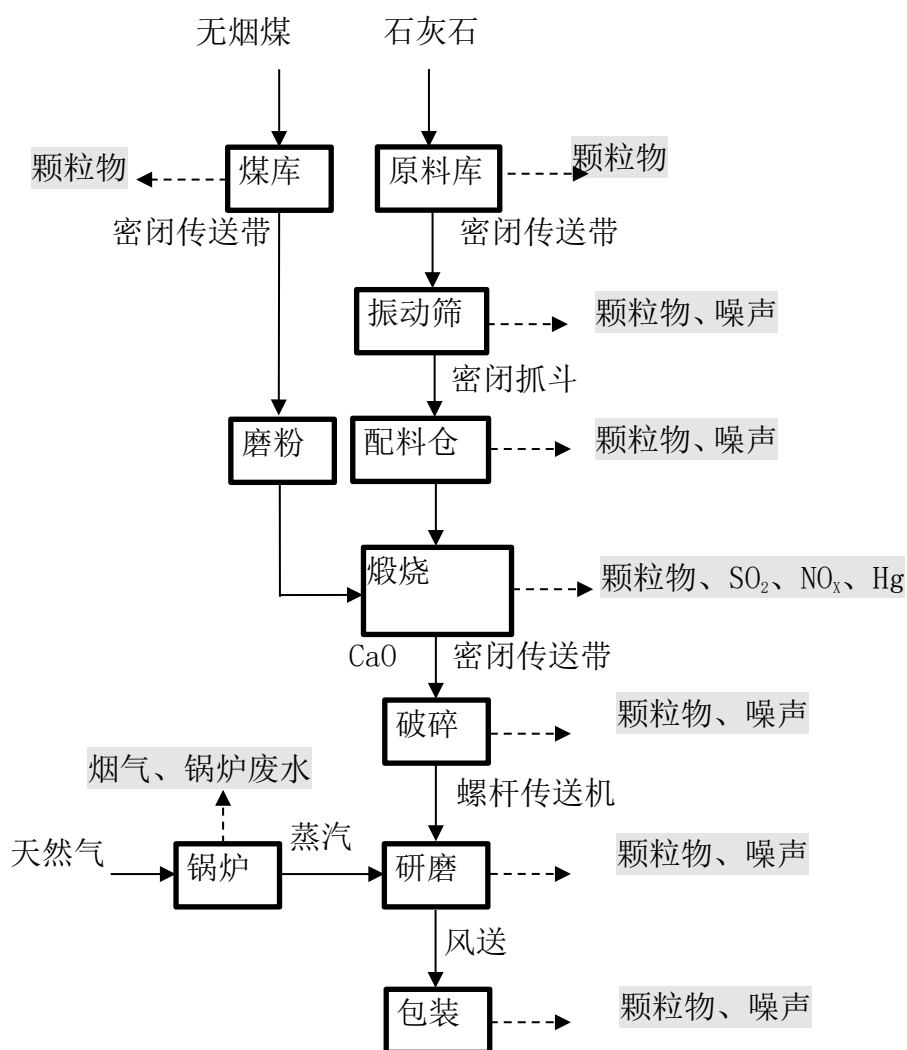 无烟煤
石灰石
颗粒物
煤库
原料库
颗粒物
密闭传送带
密闭传送带
振动筛
颗粒物、噪声
密闭抓斗
磨粉
配料仓
颗粒物、噪声
煅烧
颗粒物、SO₂、NOₓ、Hg
CaO
密闭传送带
破碎
颗粒物、噪声
烟气、锅炉废水
螺杆传送机
天然气
锅炉
蒸汽
研磨
颗粒物、噪声
风送
包装
颗粒物、噪声